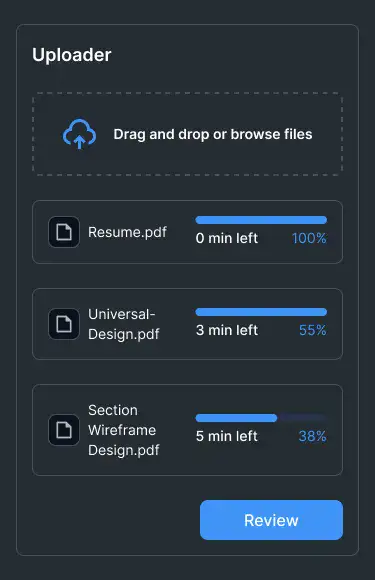 Uploader
Drag and drop or browse files
Resume.pdf
0 min left 100%
Universal-
Design.pdf
3 min left 55%
Section
Wireframe
Design.pdf
5 min left 38%
Review